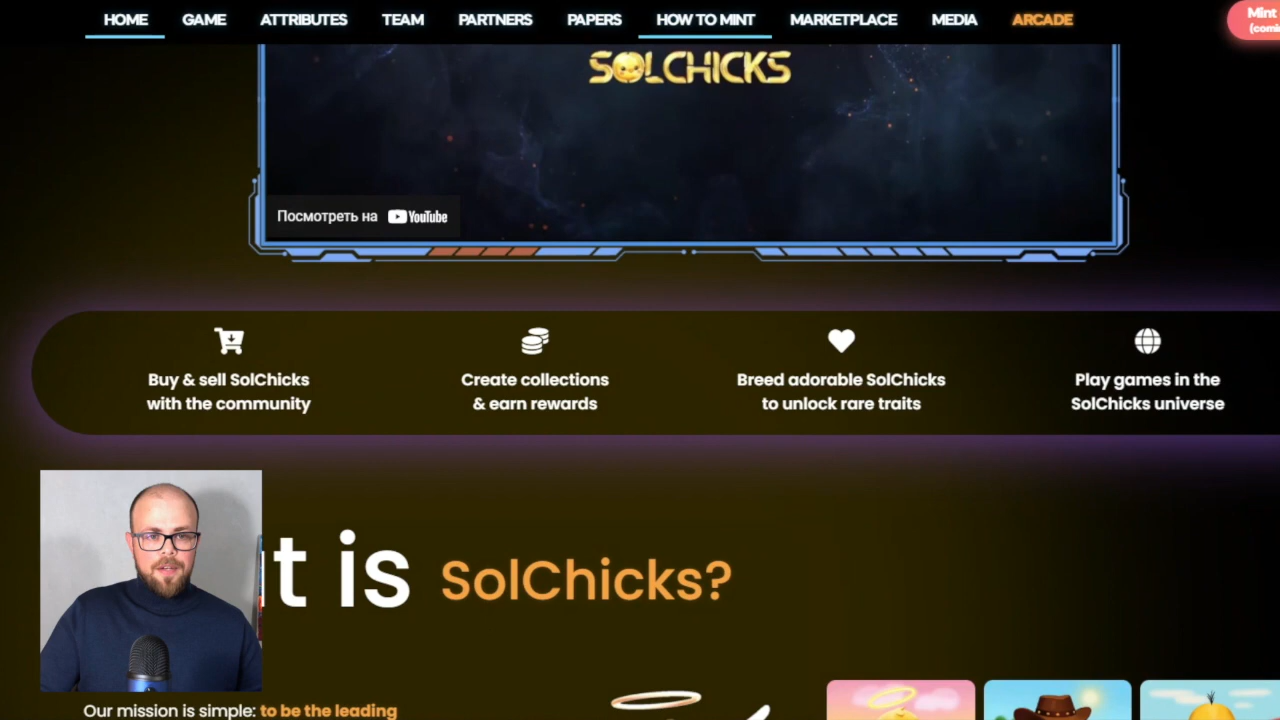 HOME GAME ATTRIBUTES TEAM PARTNERS PAPERS HOW TO MINT MARKETPLACE MEDIA ARCADE Mint
SOLCHICKS
Посмотреть на YouTube
Buy & sell SolChicks
with the community
Create collections
& earn rewards
Breed adorable SolChicks
to unlock rare traits
Play games in the
SolChicks universe
t is SolChicks?
Our mission is simple: to be the leading